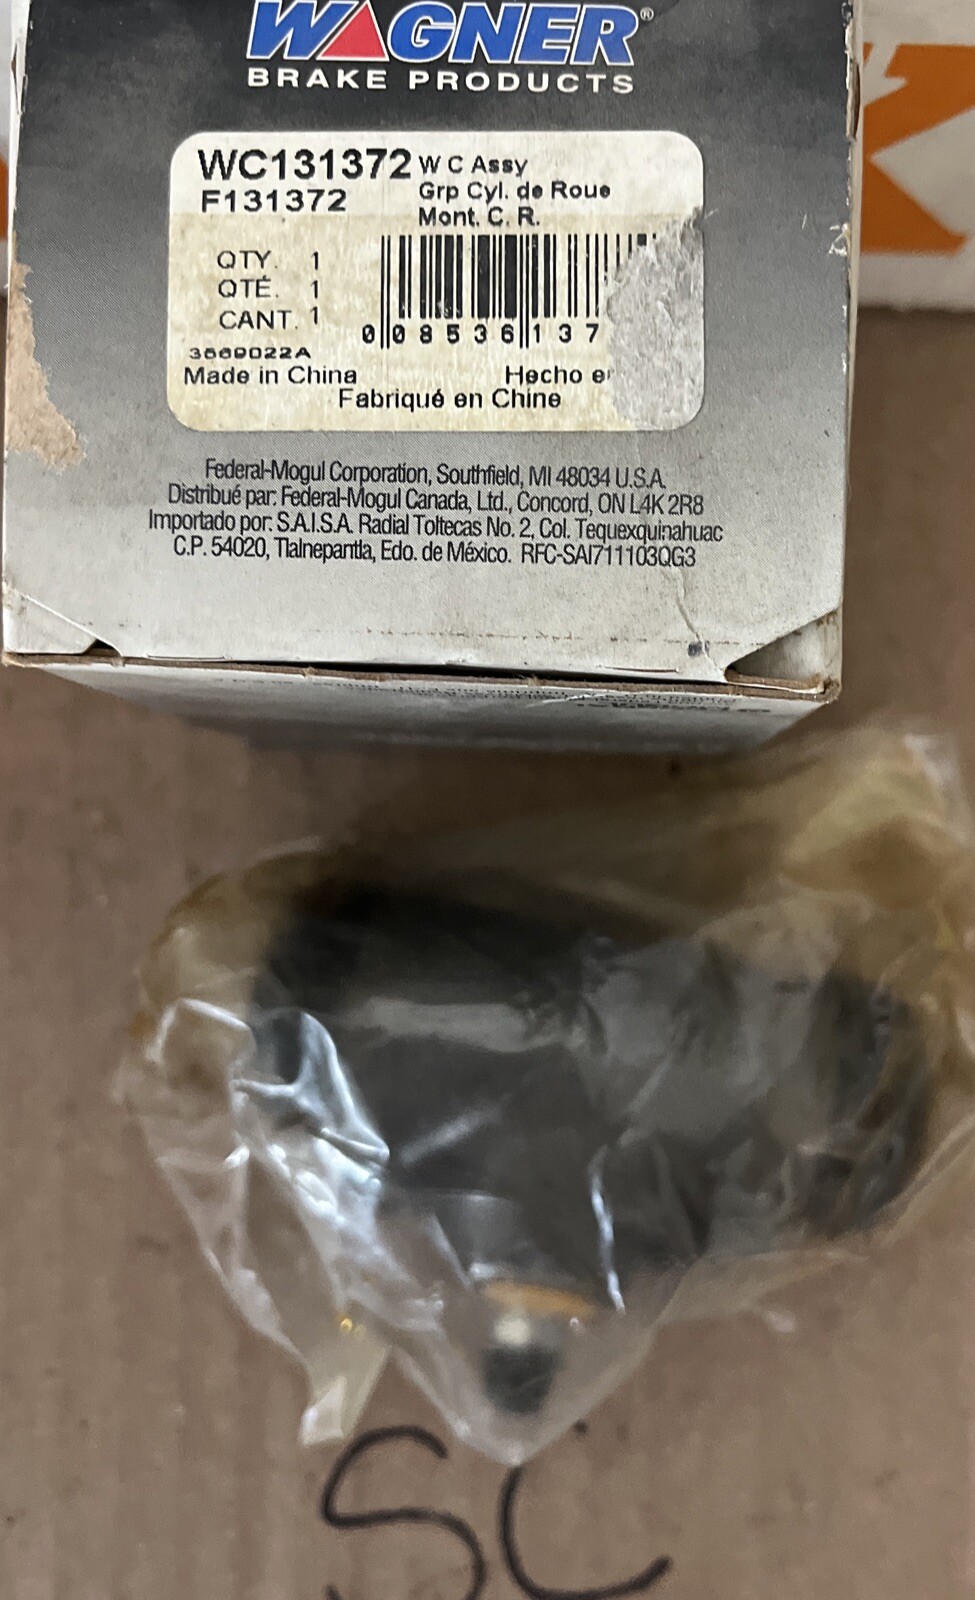 WAGNER®
BRAKE PRODUCTS
WC131372 W C Assy
F131372 Grp Cyl. de Roue
Mont. C. R.
QTY. 1
QTÉ. 1
CANT. 1
0 08536 137
3569022A
Made in China Hecho en
Fabriqué en Chine
Federal-Mogul Corporation, Southfield, MI 48034 U.S.A.
Distribué par: Federal-Mogul Canada, Ltd., Concord, ON L4K 2R8
Importado por: S.A.I.S.A. Radial Toltecas No. 2, Col. Tequexquinahuac
C.P. 54020, Tlalnepantla, Edo. de México. RFC-SAI711103QG3
SC